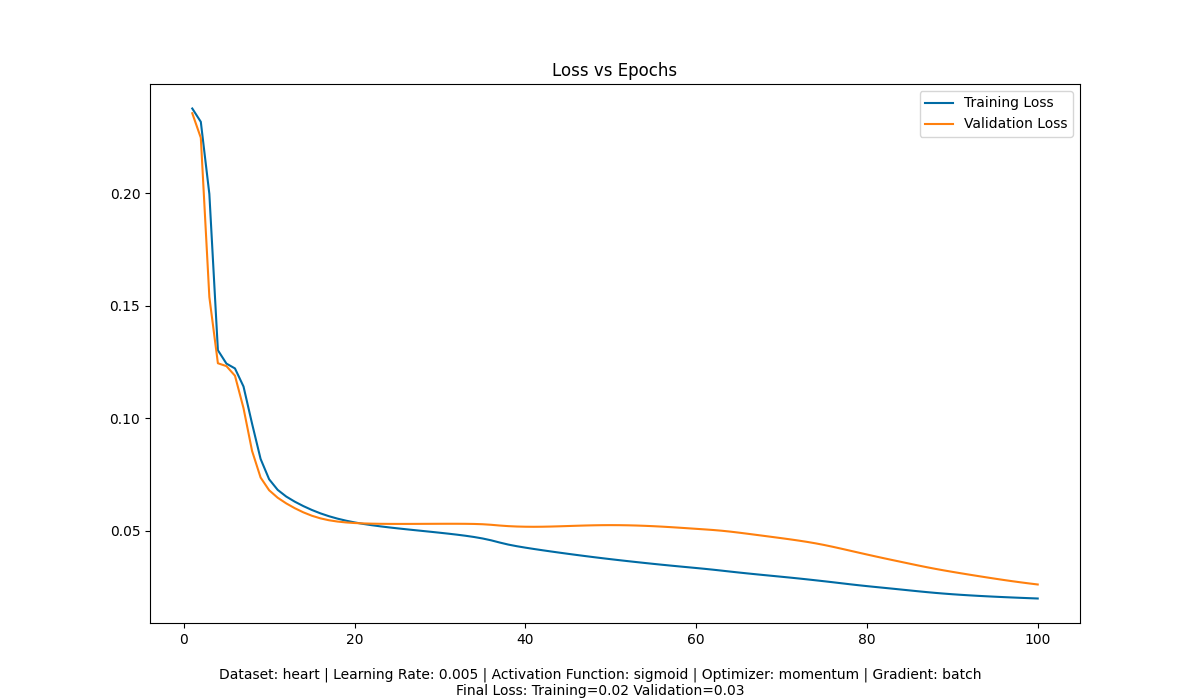 Loss vs Epochs
Training Loss
Validation Loss
0.20
0.15
0.10
0.05
0 20 40 60 80 100
Dataset: heart | Learning Rate: 0.005 | Activation Function: sigmoid | Optimizer: momentum | Gradient: batch
Final Loss: Training=0.02 Validation=0.03